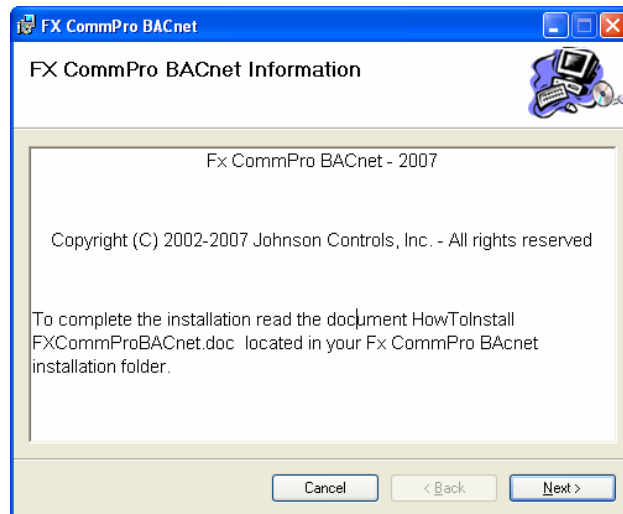 FX CommPro BACnet
FX CommPro BACnet Information
Fx CommPro BACnet - 2007
Copyright (C) 2002-2007 Johnson Controls, Inc. - All rights reserved
To complete the installation read the document HowToInstall
FXCommProBACnet.doc located in your Fx CommPro BAcnet
installation folder.
Cancel
< Back
Next >